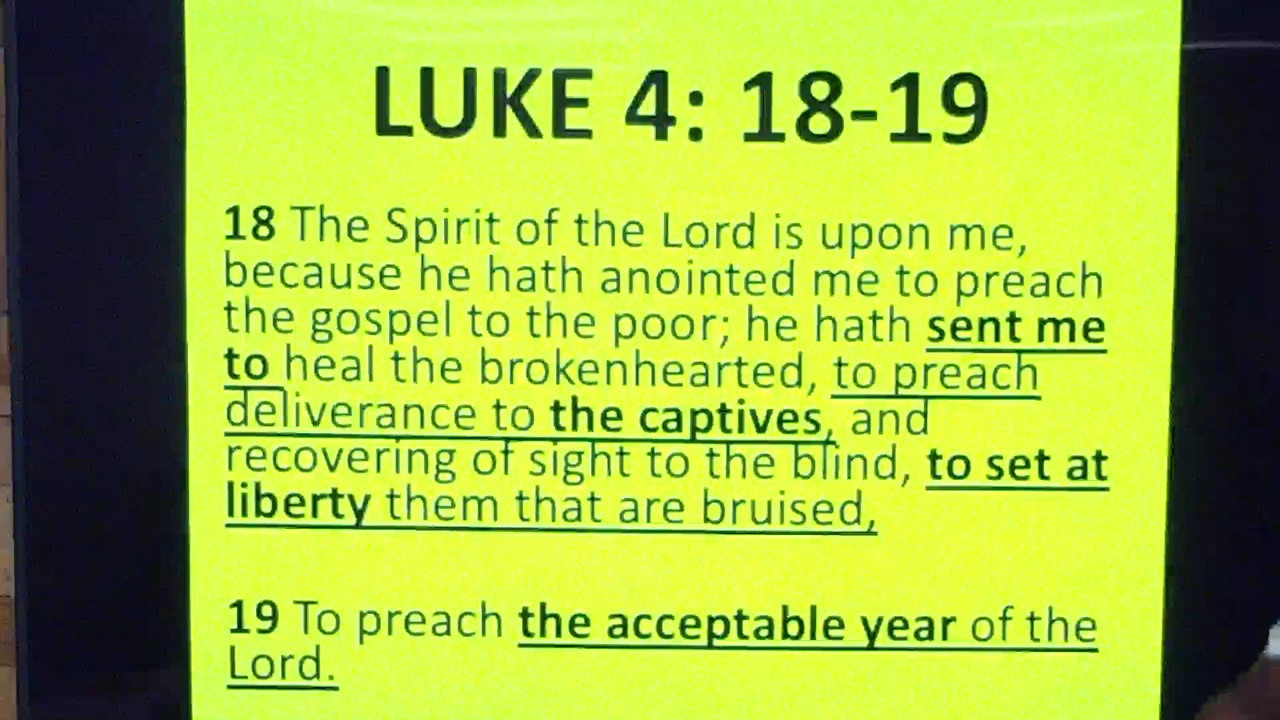 LUKE 4: 18-19
18 The Spirit of the Lord is upon me,
because he hath anointed me to preach
the gospel to the poor; he hath sent me
to heal the brokenhearted, to preach
deliverance to the captives, and
recovering of sight to the blind, to set at
liberty them that are bruised,
19 To preach the acceptable year of the
Lord.